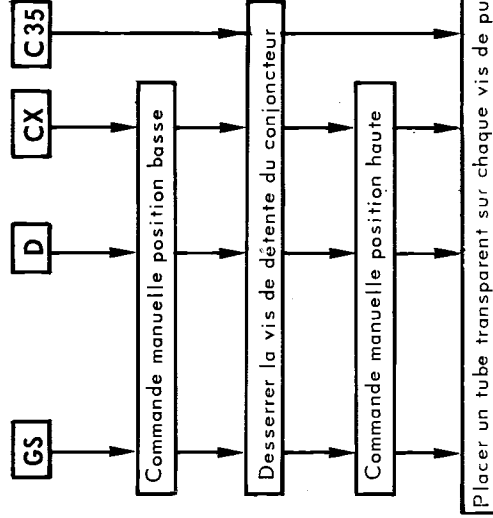 GS D CX C35
Commande manuelle position basse
Desserrer la vis de détente du conjoncteur
Commande manuelle position haute
Placer un tube transparent sur chaque vis de